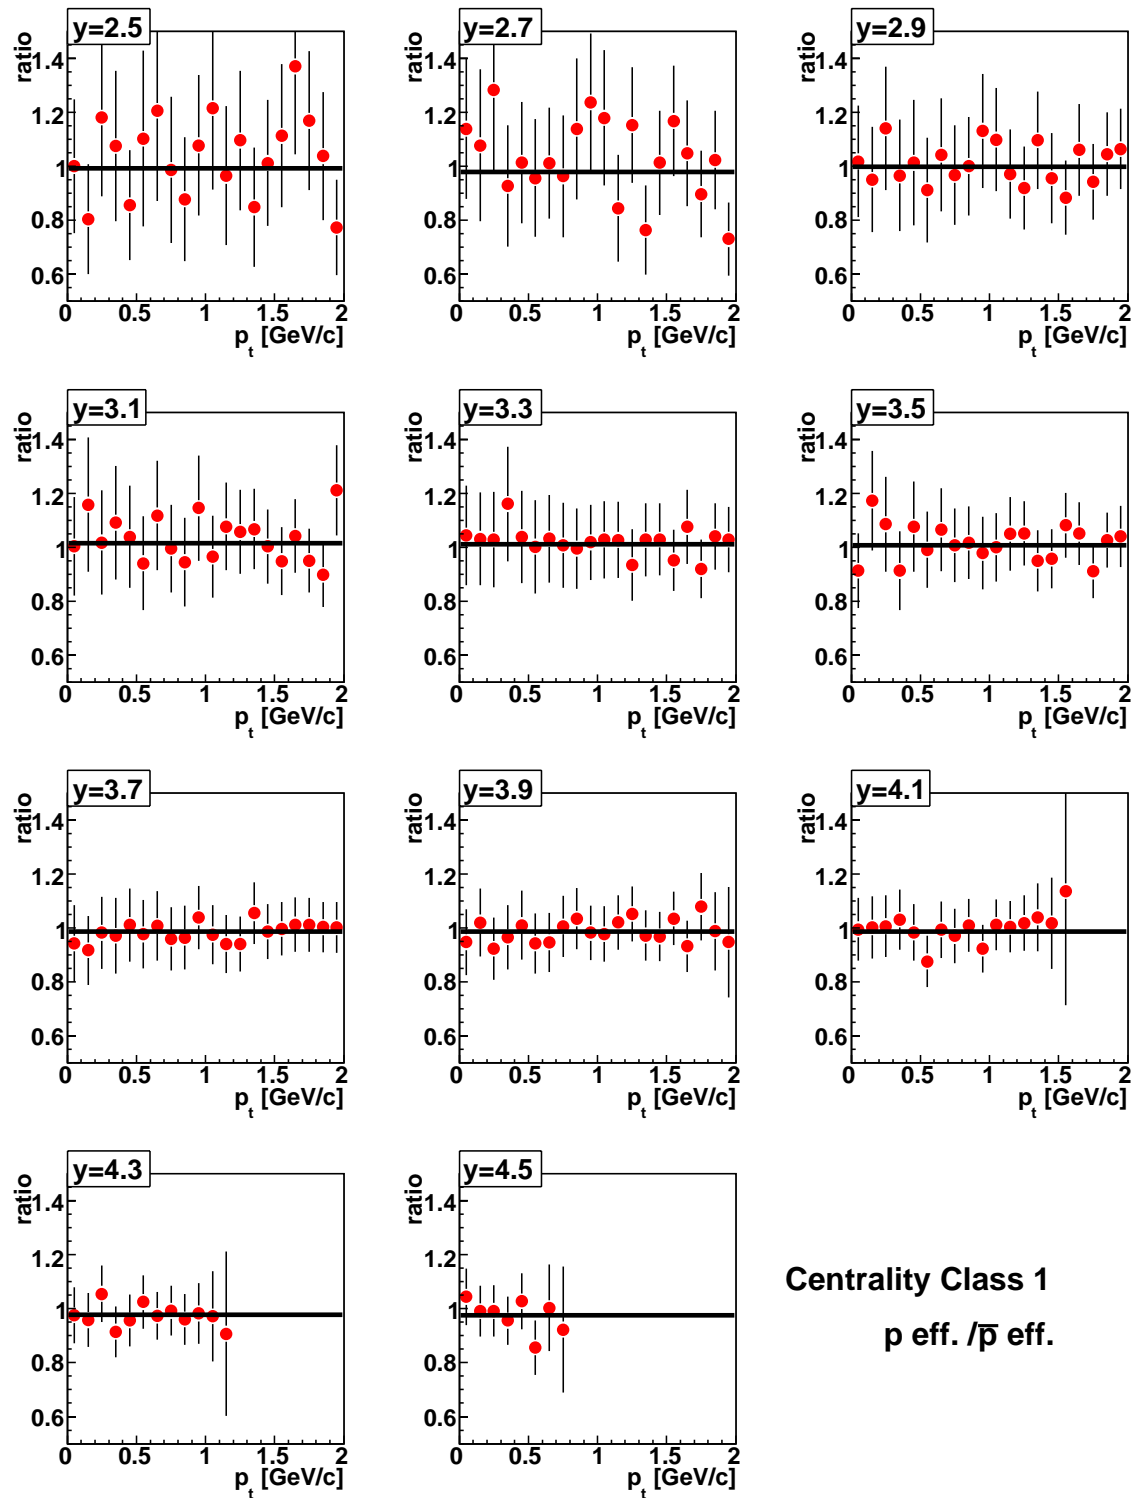 y=2.5
ratio
1.4
1.2
1
0.8
0.6
0 0.5 1 1.5 2
p_t [GeV/c]
y=2.7
ratio
1.4
1.2
1
0.8
0.6
0 0.5 1 1.5 2
p_t [GeV/c]
y=2.9
ratio
1.4
1.2
1
0.8
0.6
0 0.5 1 1.5 2
p_t [GeV/c]
y=3.1
ratio
1.4
1.2
1
0.8
0.6
0 0.5 1 1.5 2
p_t [GeV/c]
y=3.3
ratio
1.4
1.2
1
0.8
0.6
0 0.5 1 1.5 2
p_t [GeV/c]
y=3.5
ratio
1.4
1.2
1
0.8
0.6
0 0.5 1 1.5 2
p_t [GeV/c]
y=3.7
ratio
1.4
1.2
1
0.8
0.6
0 0.5 1 1.5 2
p_t [GeV/c]
y=3.9
ratio
1.4
1.2
1
0.8
0.6
0 0.5 1 1.5 2
p_t [GeV/c]
y=4.1
ratio
1.4
1.2
1
0.8
0.6
0 0.5 1 1.5 2
p_t [GeV/c]
y=4.3
ratio
1.4
1.2
1
0.8
0.6
0 0.5 1 1.5 2
p_t [GeV/c]
y=4.5
ratio
1.4
1.2
1
0.8
0.6
0 0.5 1 1.5 2
p_t [GeV/c]
Centrality Class 1
p eff. /p̅ eff.